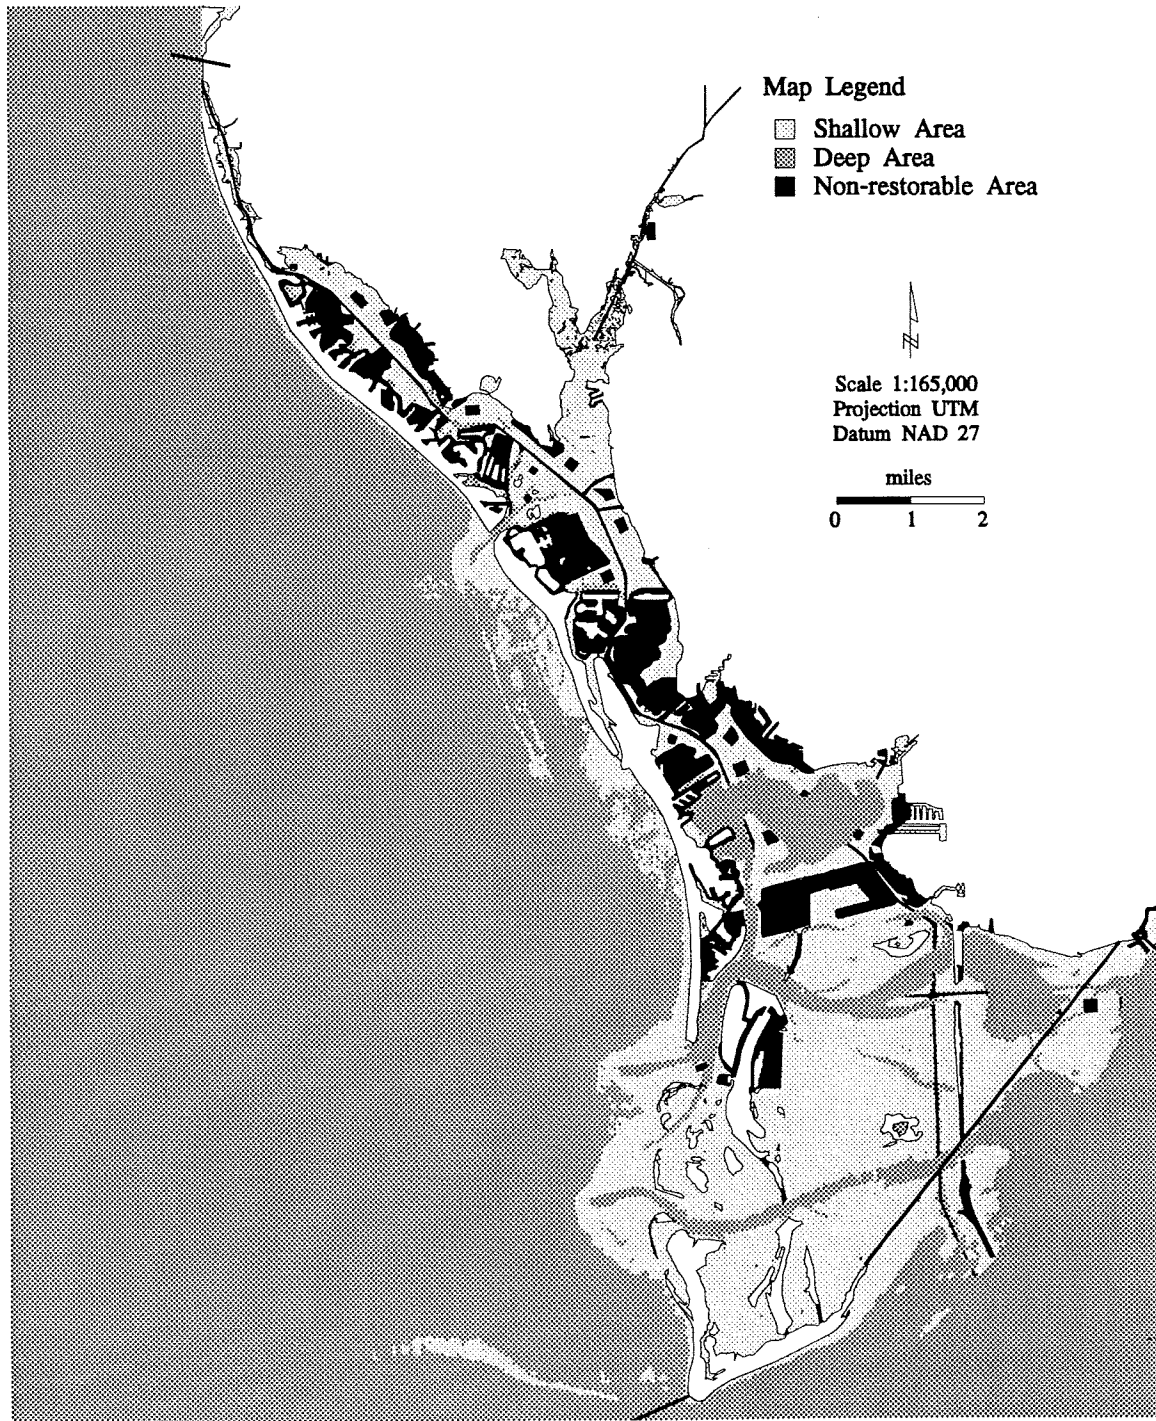 Map Legend
Shallow Area
Deep Area
Non-restorable Area
N
Scale 1:165,000
Projection UTM
Datum NAD 27
miles
0 1 2